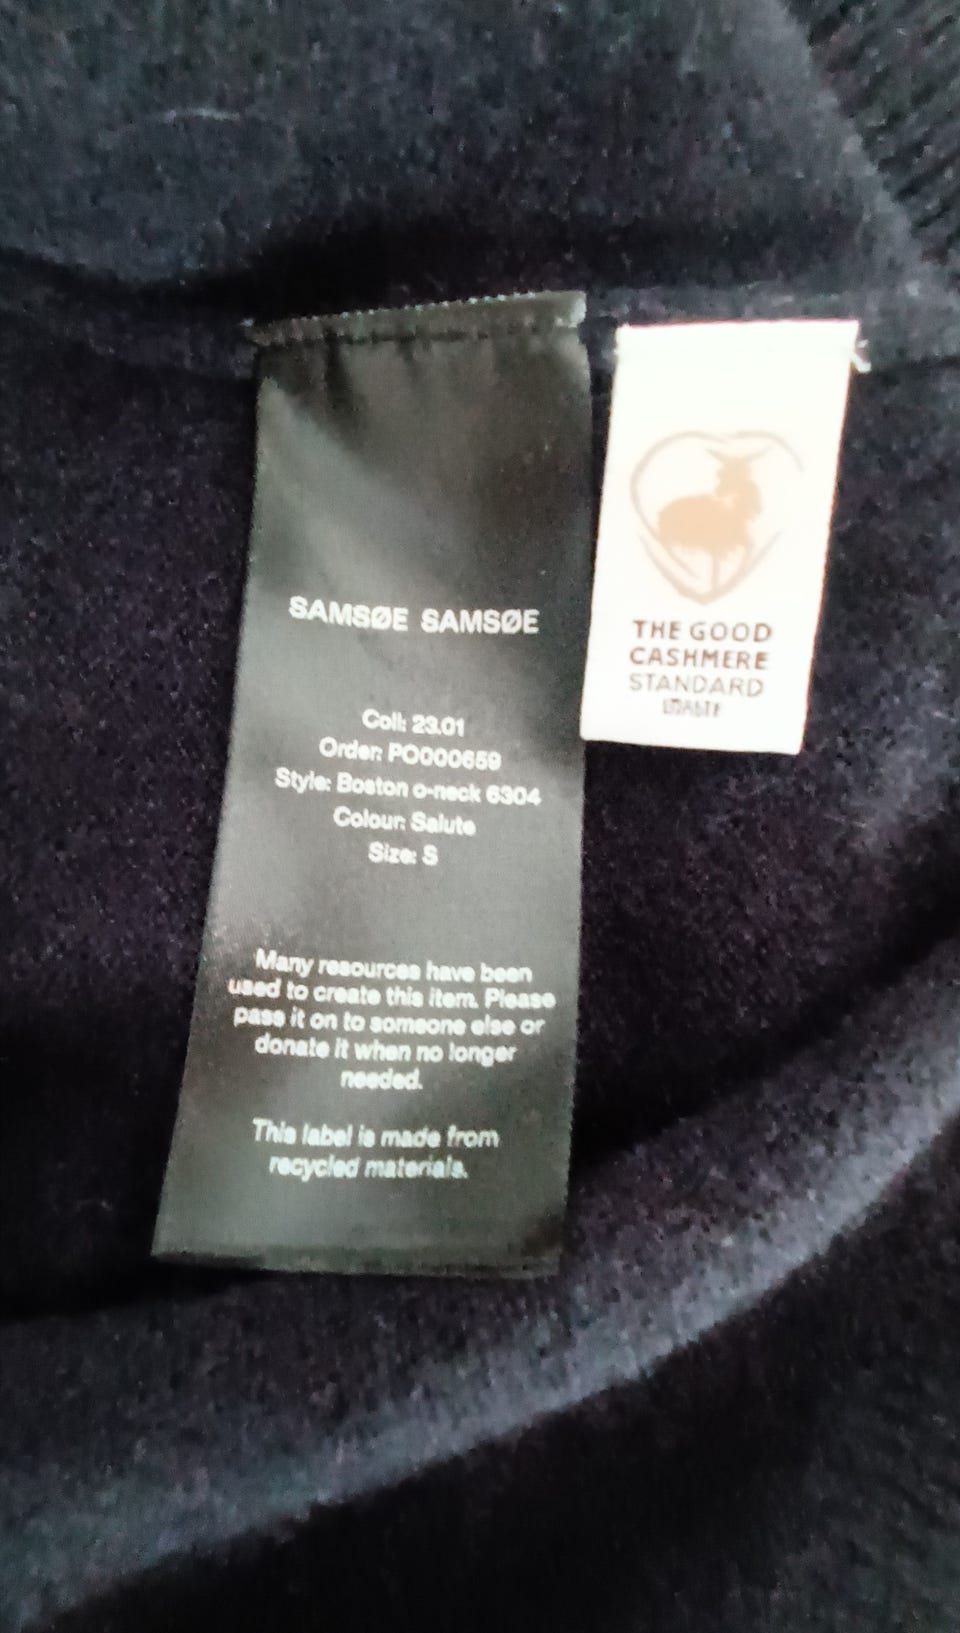 SAMSØE SAMSØE
Coll: 23.01
Order: PO000659
Style: Boston o-neck 6304
Colour: Salute
Size: S
Many resources have been
used to create this item. Please
pass it on to someone else or
donate it when no longer
needed.
This label is made from
recycled materials.
THE GOOD
CASHMERE
STANDARD